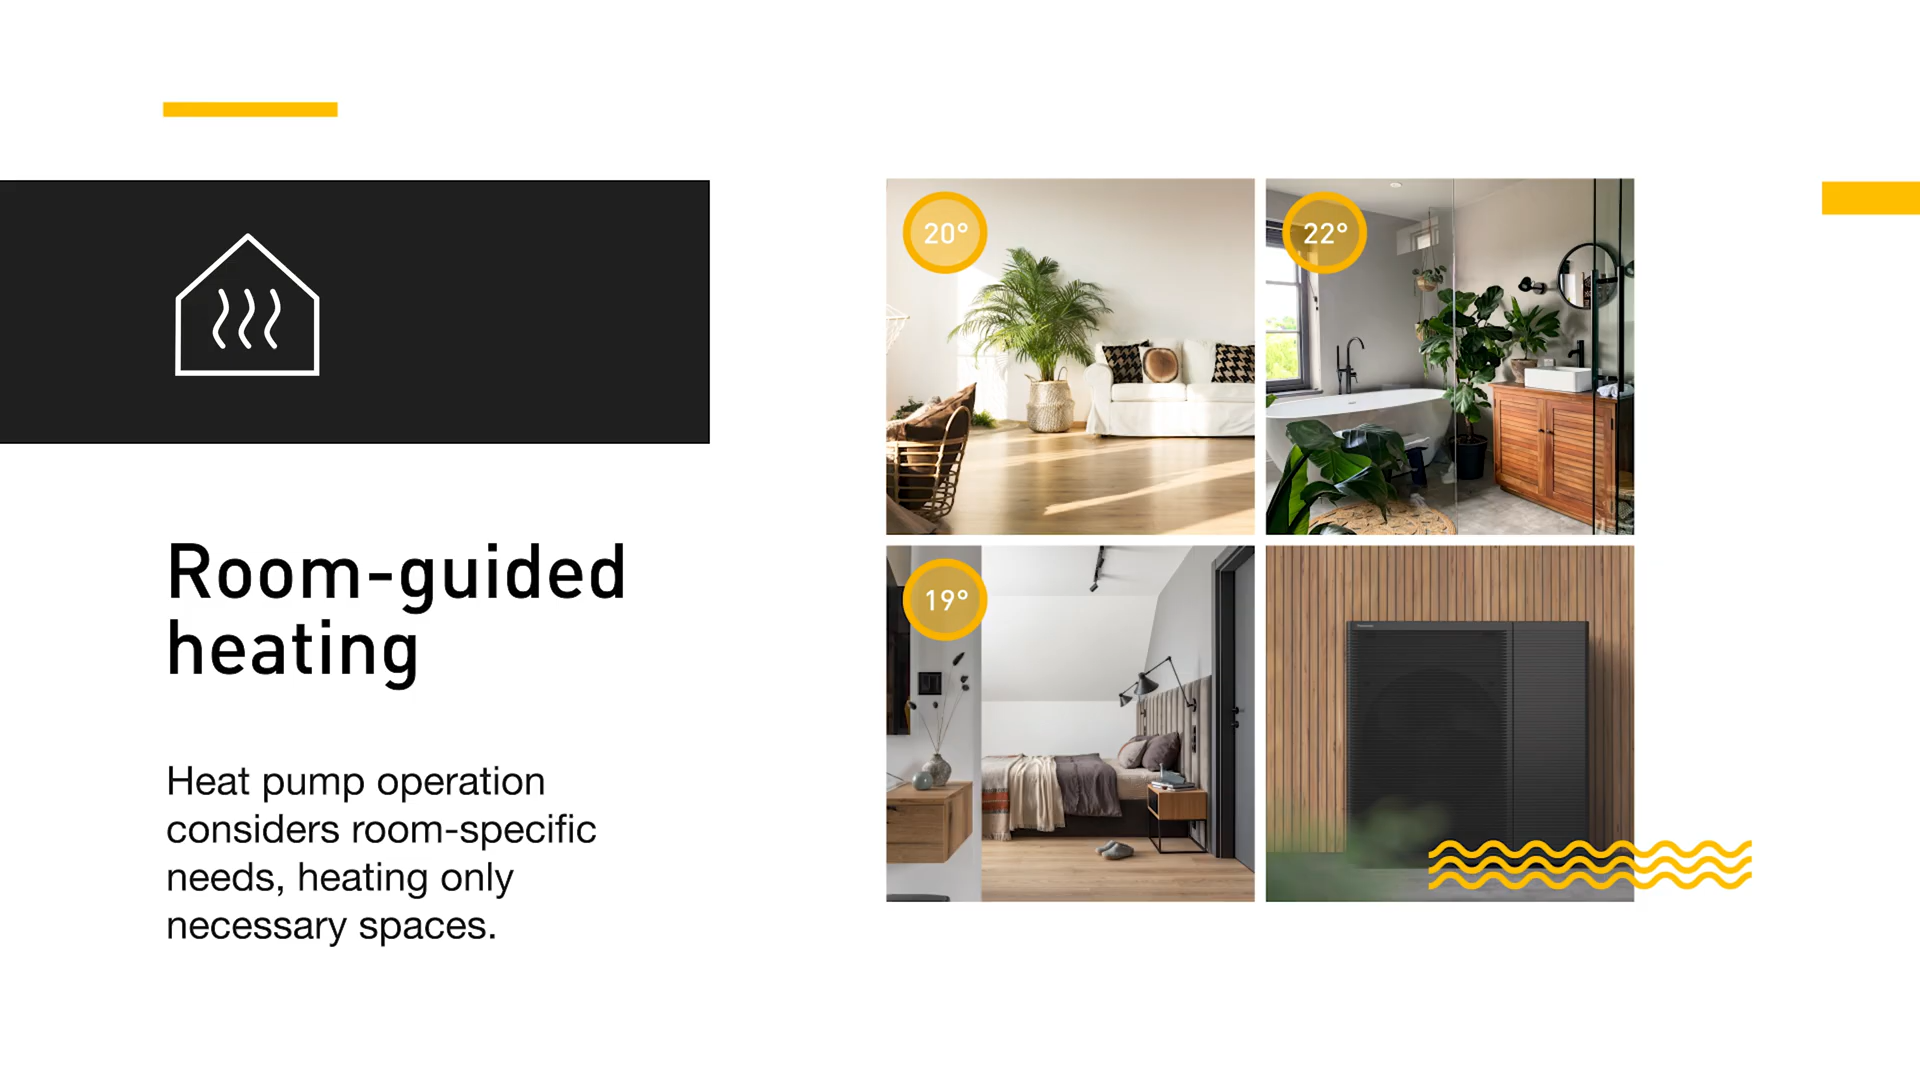 Room-guided
heating
Heat pump operation
considers room-specific
needs, heating only
necessary spaces.
20°
22°
19°